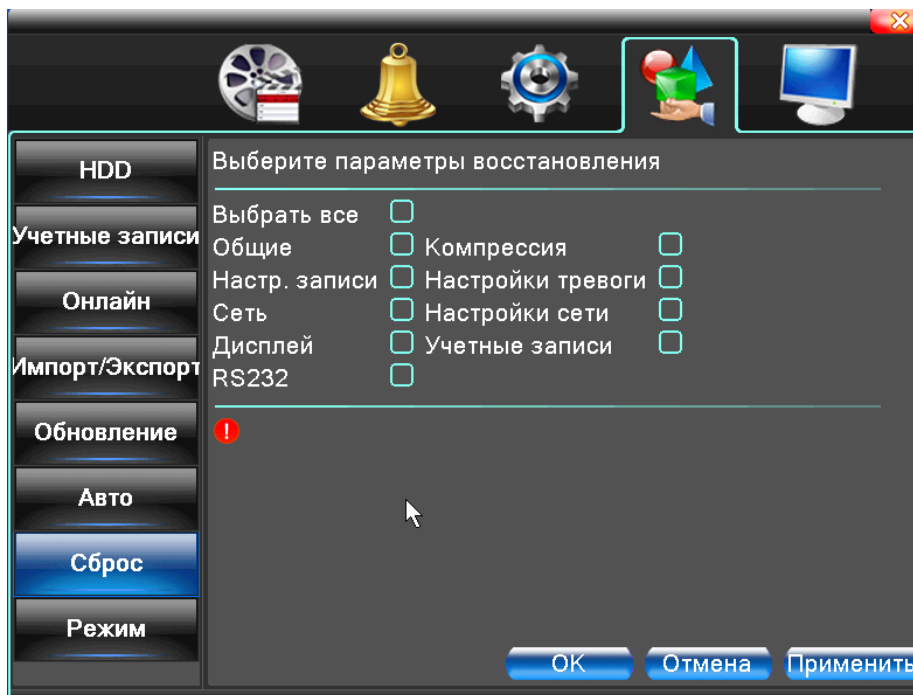 HDD
Учетные записи
Онлайн
Импорт/Экспорт
Обновление
Авто
Сброс
Режим
Выберите параметры восстановления
Выбрать все
Общие Компрессия
Настр. записи Настройки тревоги
Сеть Настройки сети
Дисплей Учетные записи
RS232
!
OK Отмена Применить